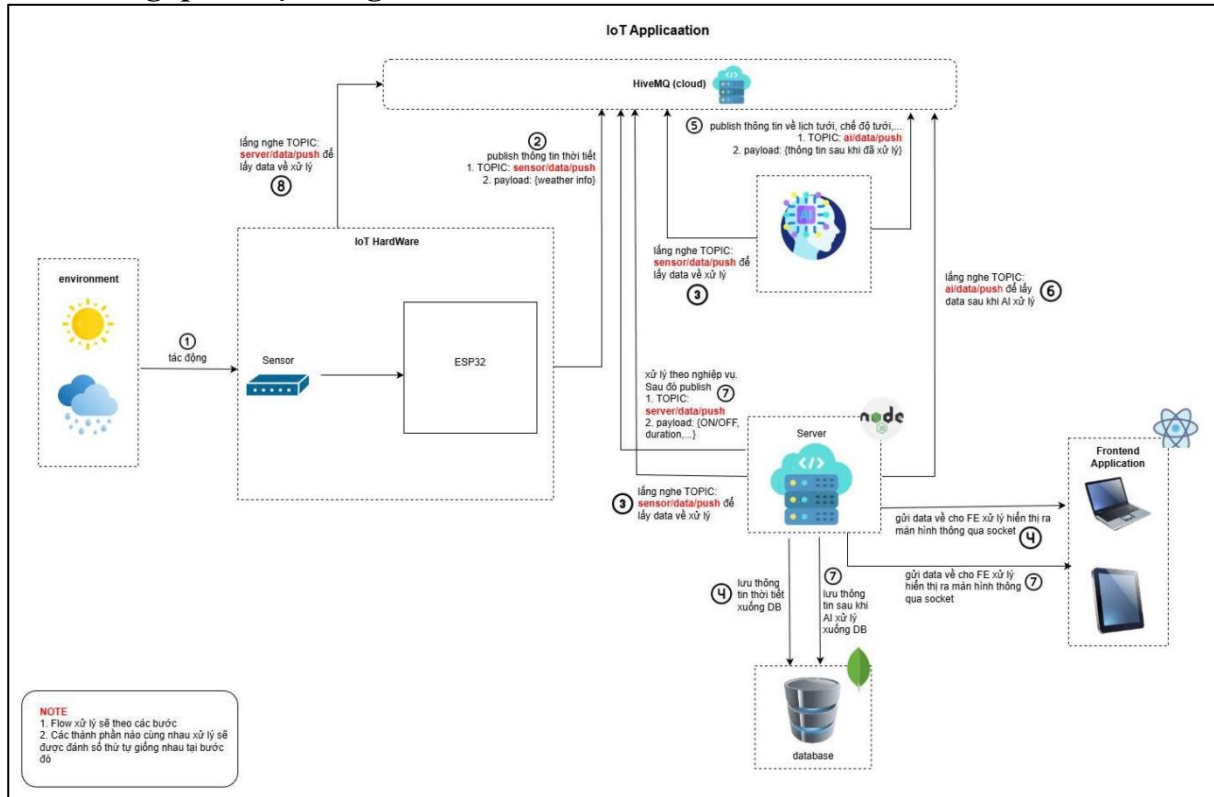 IoT Applicaation
HiveMQ (cloud)
lắng nghe TOPIC:
server/data/push để
lấy data về xử lý
8
2
publish thông tin thời tiết
1. TOPIC: sensor/data/push
2. payload: {weather info}
5 publish thông tin về lịch tưới, chế độ tưới,...
1. TOPIC: ai/data/push
2. payload: {thông tin sau khi đã xử lý}
AI
lắng nghe TOPIC:
sensor/data/push để
lấy data về xử lý
3
lắng nghe TOPIC:
ai/data/push để lấy
data sau khi AI xử lý
6
IoT HardWare
environment
1
tác động
Sensor
ESP32
xử lý theo nghiệp vụ.
Sau đó publish
1. TOPIC:
server/data/push
2. payload: {ON/OFF,
duration,...}
7
node
Server
Frontend
Application
3
lắng nghe TOPIC:
sensor/data/push để
lấy data về xử lý
gửi data về cho FE xử lý hiển thị ra
màn hình thông qua socket
4
gửi data về cho FE xử lý
hiển thị ra màn hình thông
qua socket
7
4
lưu thông
tin thời tiết
xuống DB
7
lưu thông
tin sau khi
AI xử lý
xuống DB
database
NOTE
1. Flow xử lý sẽ theo các bước
2. Các thành phần nào cùng nhau xử lý sẽ
được đánh số thứ tự giống nhau tại bước
đó